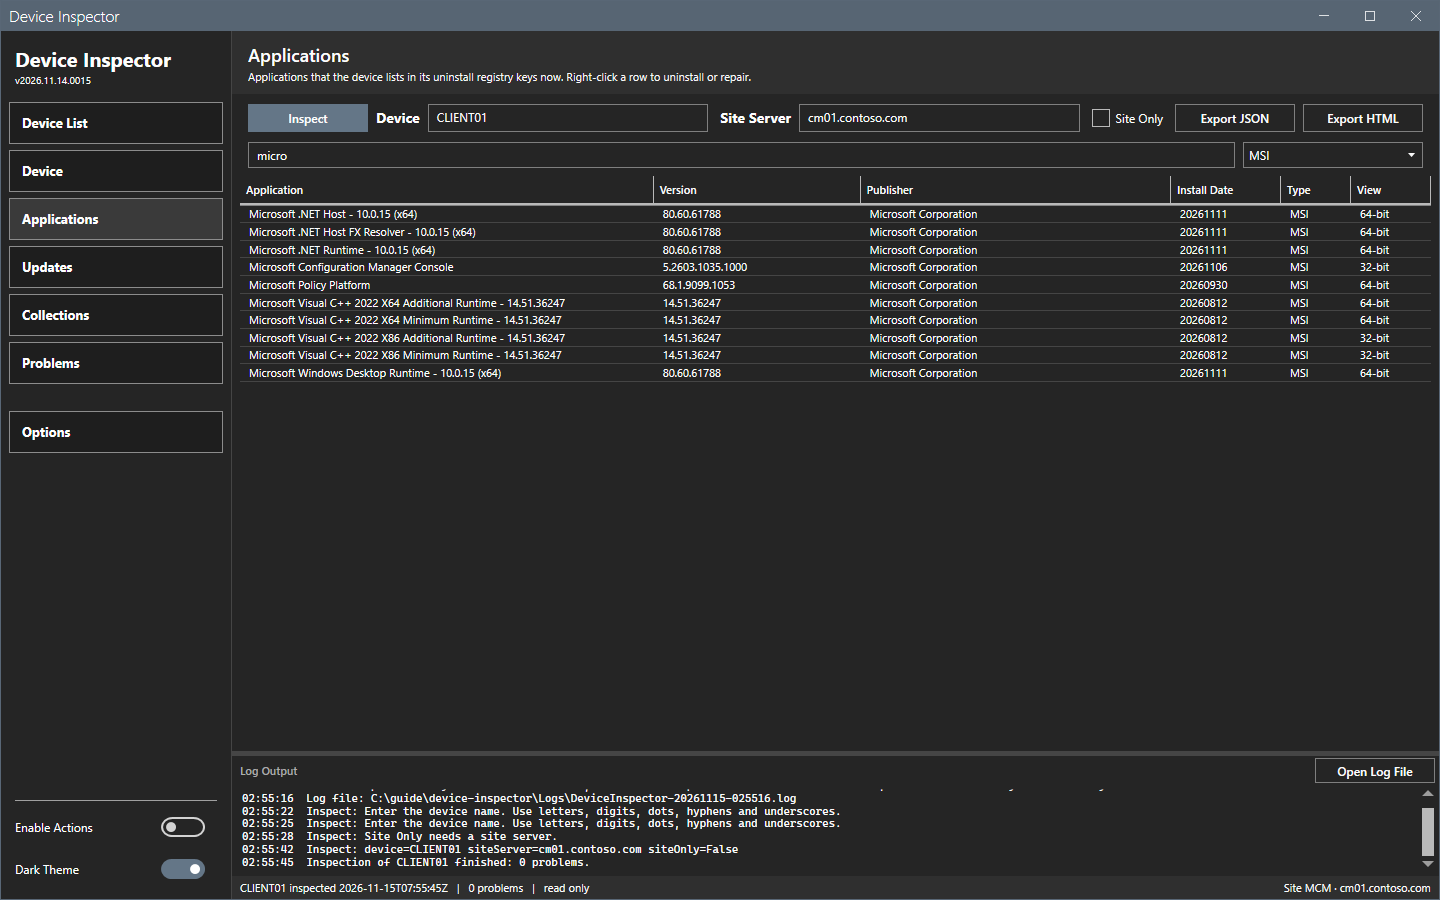 Device Inspector
Device Inspector
v2026.11.14.0015
Device List
Device
Applications
Updates
Collections
Problems
Options
Enable Actions
Dark Theme
Applications
Applications that the device lists in its uninstall registry keys now. Right-click a row to uninstall or repair.
Inspect Device CLIENT01 Site Server cm01.contoso.com Site Only Export JSON Export HTML
micro MSI
Application Version Publisher Install Date Type View
Microsoft .NET Host - 10.0.15 (x64) 80.60.61788 Microsoft Corporation 20261111 MSI 64-bit
Microsoft .NET Host FX Resolver - 10.0.15 (x64) 80.60.61788 Microsoft Corporation 20261111 MSI 64-bit
Microsoft .NET Runtime - 10.0.15 (x64) 80.60.61788 Microsoft Corporation 20261111 MSI 64-bit
Microsoft Configuration Manager Console 5.2603.1035.1000 Microsoft Corporation 20261106 MSI 32-bit
Microsoft Policy Platform 68.1.9099.1053 Microsoft Corporation 20260930 MSI 64-bit
Microsoft Visual C++ 2022 X64 Additional Runtime - 14.51.36247 14.51.36247 Microsoft Corporation 20260812 MSI 64-bit
Microsoft Visual C++ 2022 X64 Minimum Runtime - 14.51.36247 14.51.36247 Microsoft Corporation 20260812 MSI 64-bit
Microsoft Visual C++ 2022 X86 Additional Runtime - 14.51.36247 14.51.36247 Microsoft Corporation 20260812 MSI 32-bit
Microsoft Visual C++ 2022 X86 Minimum Runtime - 14.51.36247 14.51.36247 Microsoft Corporation 20260812 MSI 32-bit
Microsoft Windows Desktop Runtime - 10.0.15 (x64) 80.60.61788 Microsoft Corporation 20261111 MSI 64-bit
Log Output Open Log File
02:55:16 Log file: C:\guide\device-inspector\Logs\DeviceInspector-20261115-025516.log
02:55:22 Inspect: Enter the device name. Use letters, digits, dots, hyphens and underscores.
02:55:25 Inspect: Enter the device name. Use letters, digits, dots, hyphens and underscores.
02:55:28 Inspect: Site Only needs a site server.
02:55:42 Inspect: device=CLIENT01 siteServer=cm01.contoso.com siteOnly=False
02:55:45 Inspection of CLIENT01 finished: 0 problems.
CLIENT01 inspected 2026-11-15T07:55:45Z | 0 problems | read only Site MCM · cm01.contoso.com